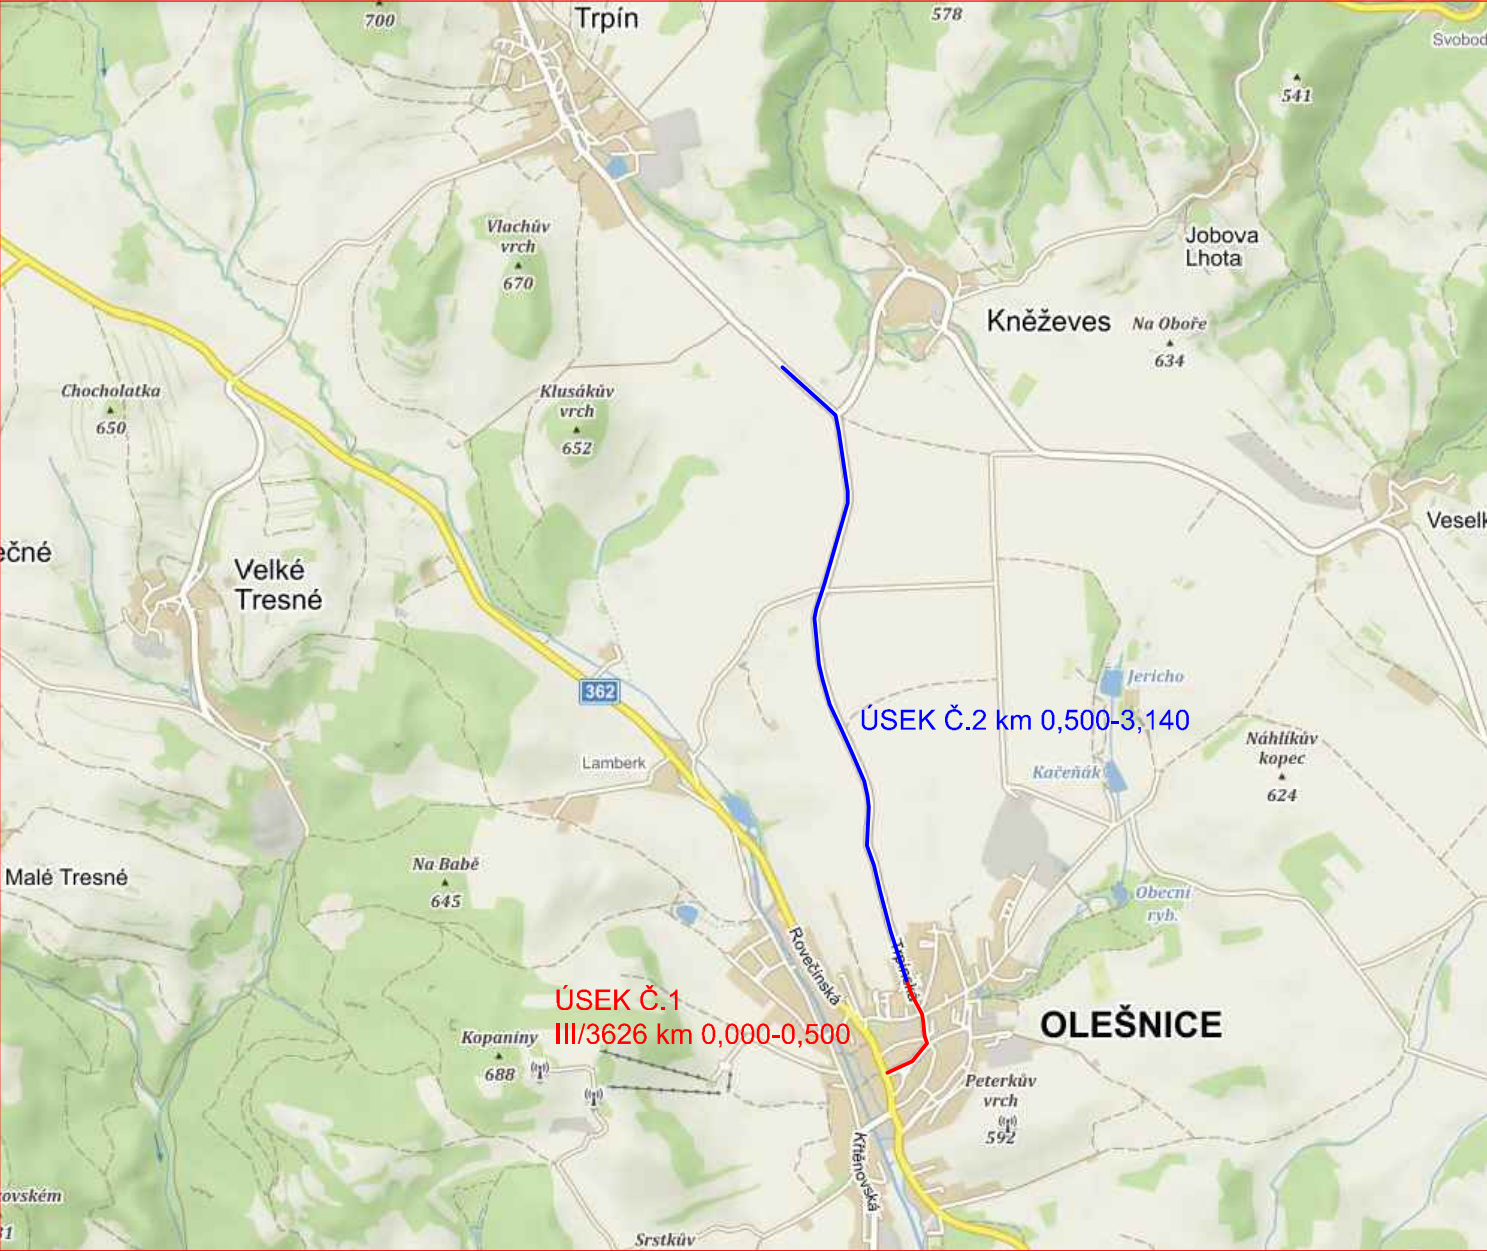 700
Trpín
578
Svobod
541
Vlachův
vrch
670
Jobova
Lhota
Kněževes
Na Oboře
634
Chocholatka
650
Klusákův
vrch
652
ečné
Velké
Tresné
Veselk
362
Jericho
ÚSEK Č.2 km 0,500-3,140
Náhlíkův
kopec
624
Lamberk
Kačeňák
Na Babě
645
Malé Tresné
Obecní
ryb.
Rovečínská
Trpínská
ÚSEK Č.1
III/3626 km 0,000-0,500
OLEŠNICE
Kopaniny
688
Peterkův
vrch
592
Křtěnovská
ovském
31
Srstkův